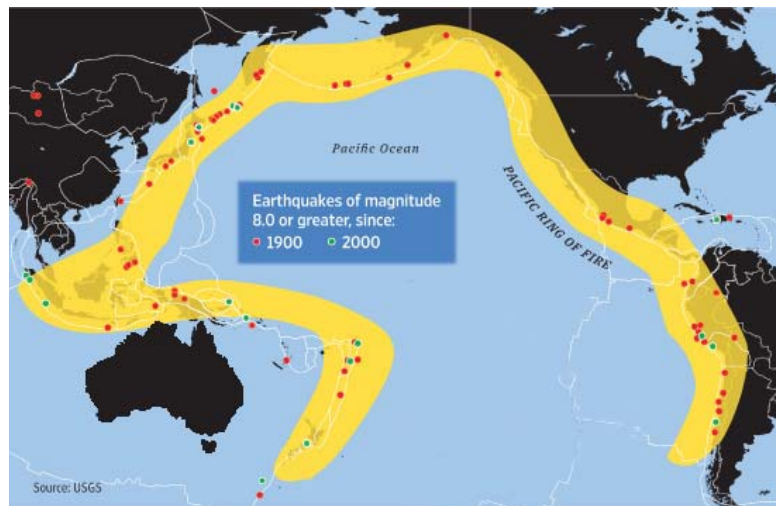 Pacific Ocean
PACIFIC RING OF FIRE
Earthquakes of magnitude
8.0 or greater, since:
1900 2000
Source: USGS